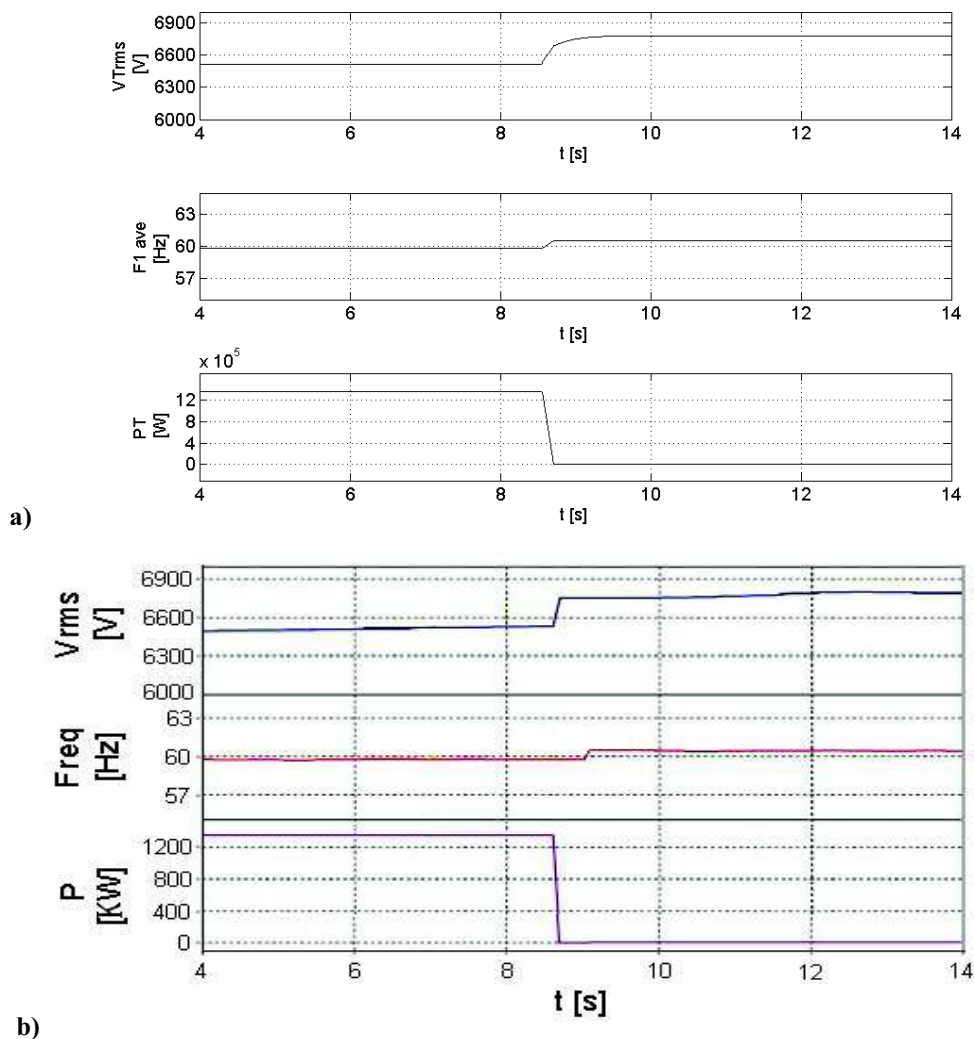 6900
6600
6300
6000
VTrms
[V]
4 6 8 10 12 14
t [s]
63
60
57
F1 ave
[Hz]
4 6 8 10 12 14
t [s]
x 10^5
12
8
4
0
PT
[W]
4 6 8 10 12 14
t [s]
a)
6900
6600
6300
6000
Vrms
[V]
63
60
57
Freq
[Hz]
1200
800
400
0
P
[KW]
4 6 8 10 12 14
t [s]
b)